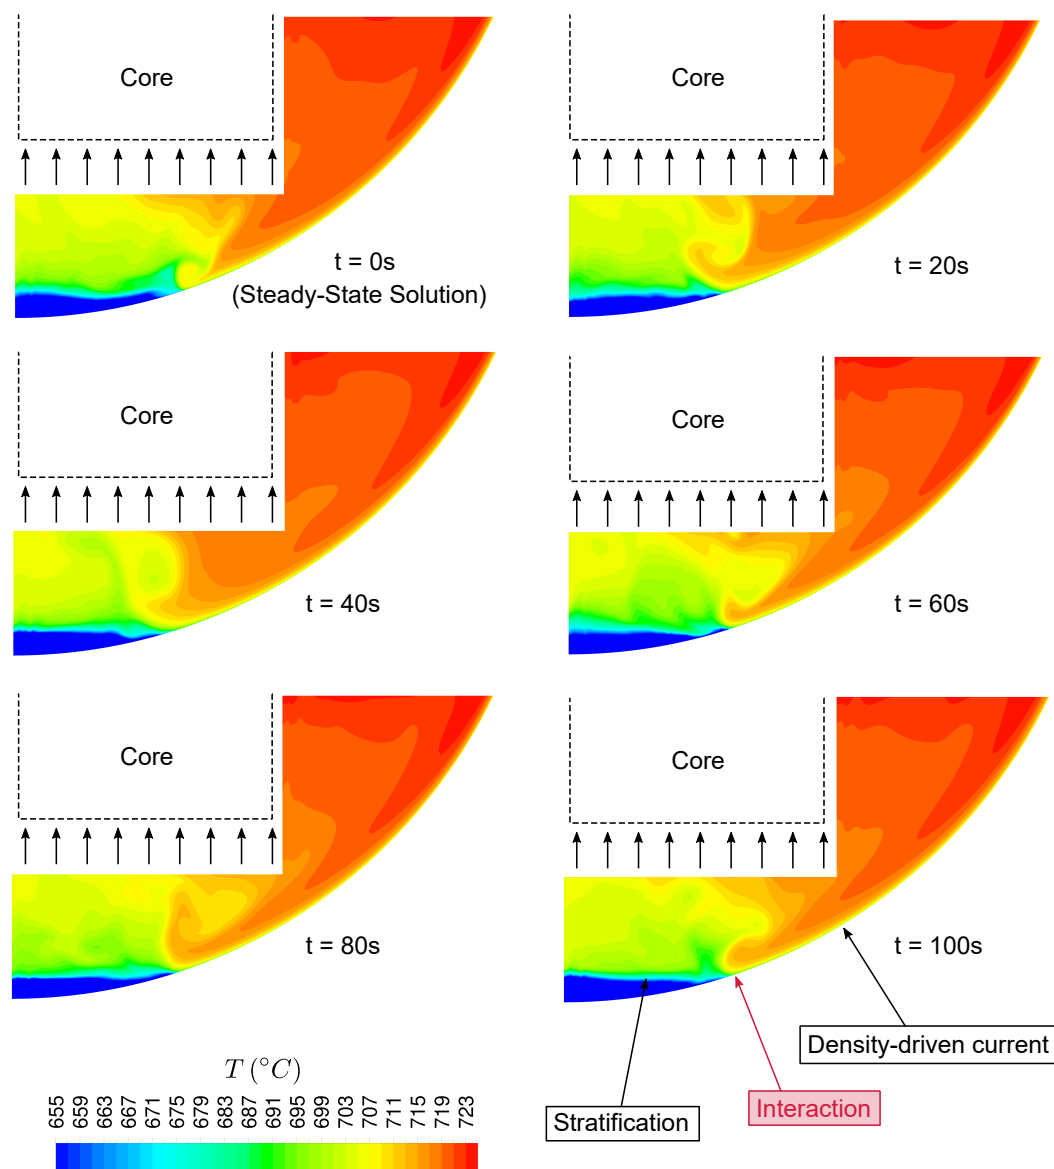 Core
Core
t = 0s
(Steady-State Solution)
t = 20s
Core
Core
t = 40s
t = 60s
Core
Core
t = 80s
t = 100s
Density-driven current
Interaction
Stratification
T (°C)
655 659 663 667 671 675 679 683 687 691 695 699 703 707 711 715 719 723